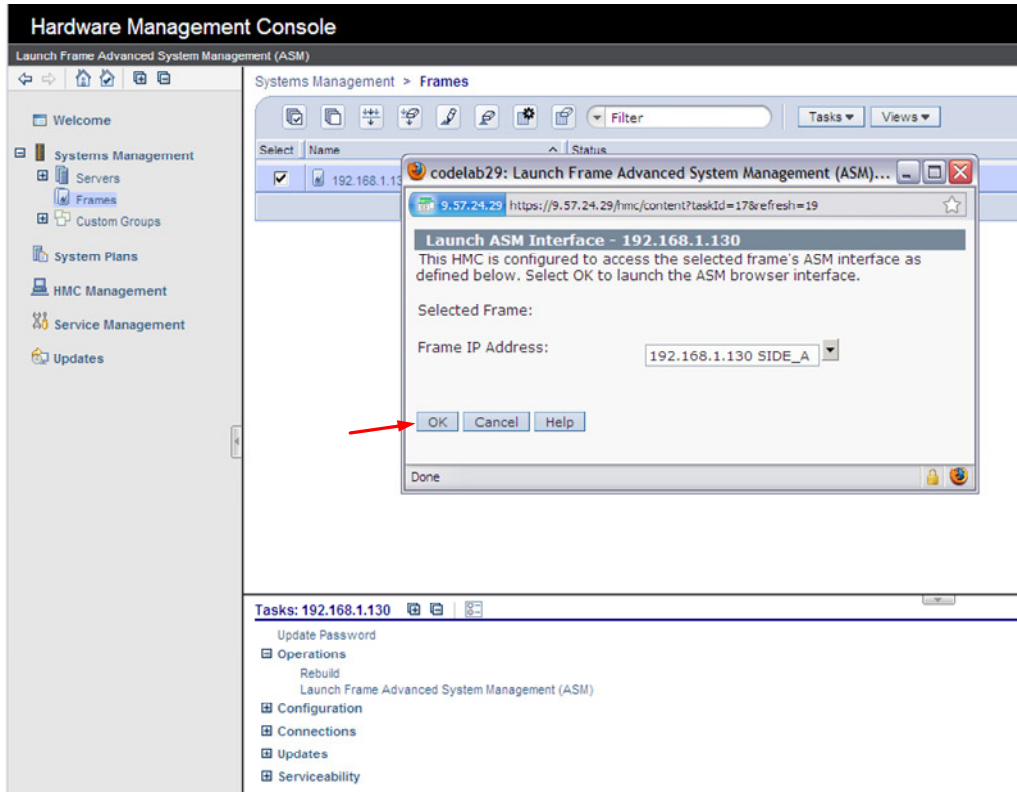 Hardware Management Console
Launch Frame Advanced System Management (ASM)
Systems Management > Frames
Welcome
Systems Management
Servers
Frames
Custom Groups
System Plans
HMC Management
Service Management
Updates
Filter
Tasks
Views
Select
Name
Status
192.168.1.13
codelab29: Launch Frame Advanced System Management (ASM)...
9.57.24.29 https://9.57.24.29/hmc/content?taskId=17&refresh=19
Launch ASM Interface - 192.168.1.130
This HMC is configured to access the selected frame's ASM interface as
defined below. Select OK to launch the ASM browser interface.
Selected Frame:
Frame IP Address:
192.168.1.130 SIDE_A
OK
Cancel
Help
Done
Tasks: 192.168.1.130
Update Password
Operations
Rebuild
Launch Frame Advanced System Management (ASM)
Configuration
Connections
Updates
Serviceability